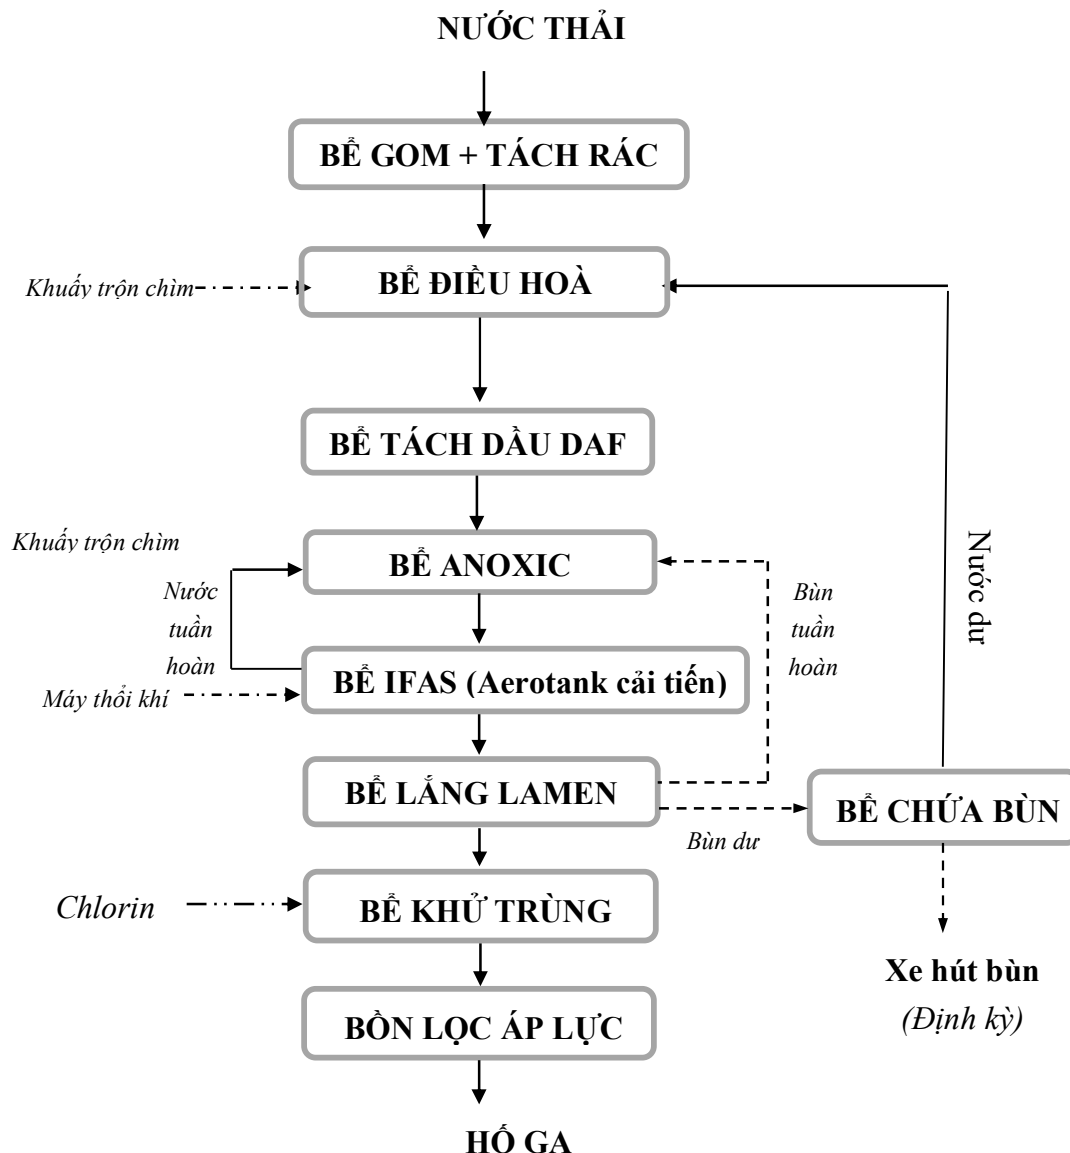 NƯỚC THẢI
BỂ GOM + TÁCH RÁC
Khuấy trộn chìm
BỂ ĐIỀU HOÀ
BỂ TÁCH DẦU DAF
Khuấy trộn chìm
BỂ ANOXIC
Nước
tuần
hoàn
Bùn
tuần
hoàn
Nước dư
BỂ IFAS (Aerotank cải tiến)
Máy thổi khí
BỂ LẮNG LAMEN
Bùn dư
BỂ CHỨA BÙN
Chlorin
BỂ KHỬ TRÙNG
Xe hút bùn
(Định kỳ)
BỒN LỌC ÁP LỰC
HỐ GA